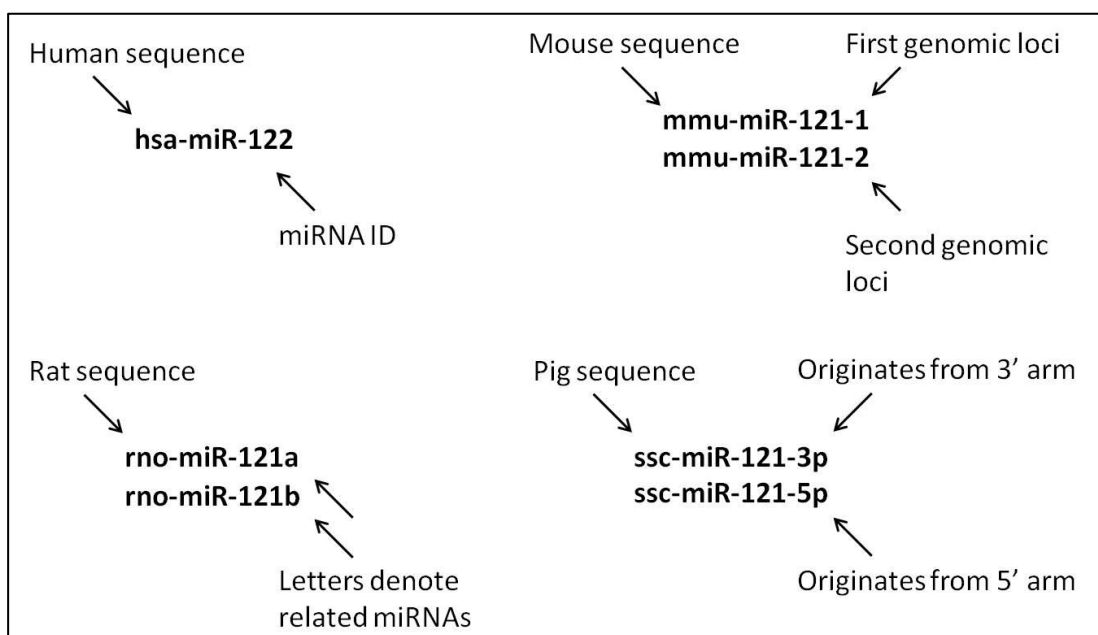 Human sequence
hsa-miR-122
miRNA ID
Mouse sequence
First genomic loci
mmu-miR-121-1
mmu-miR-121-2
Second genomic
loci
Rat sequence
rno-miR-121a
rno-miR-121b
Letters denote
related miRNAs
Pig sequence
Originates from 3’ arm
ssc-miR-121-3p
ssc-miR-121-5p
Originates from 5’ arm